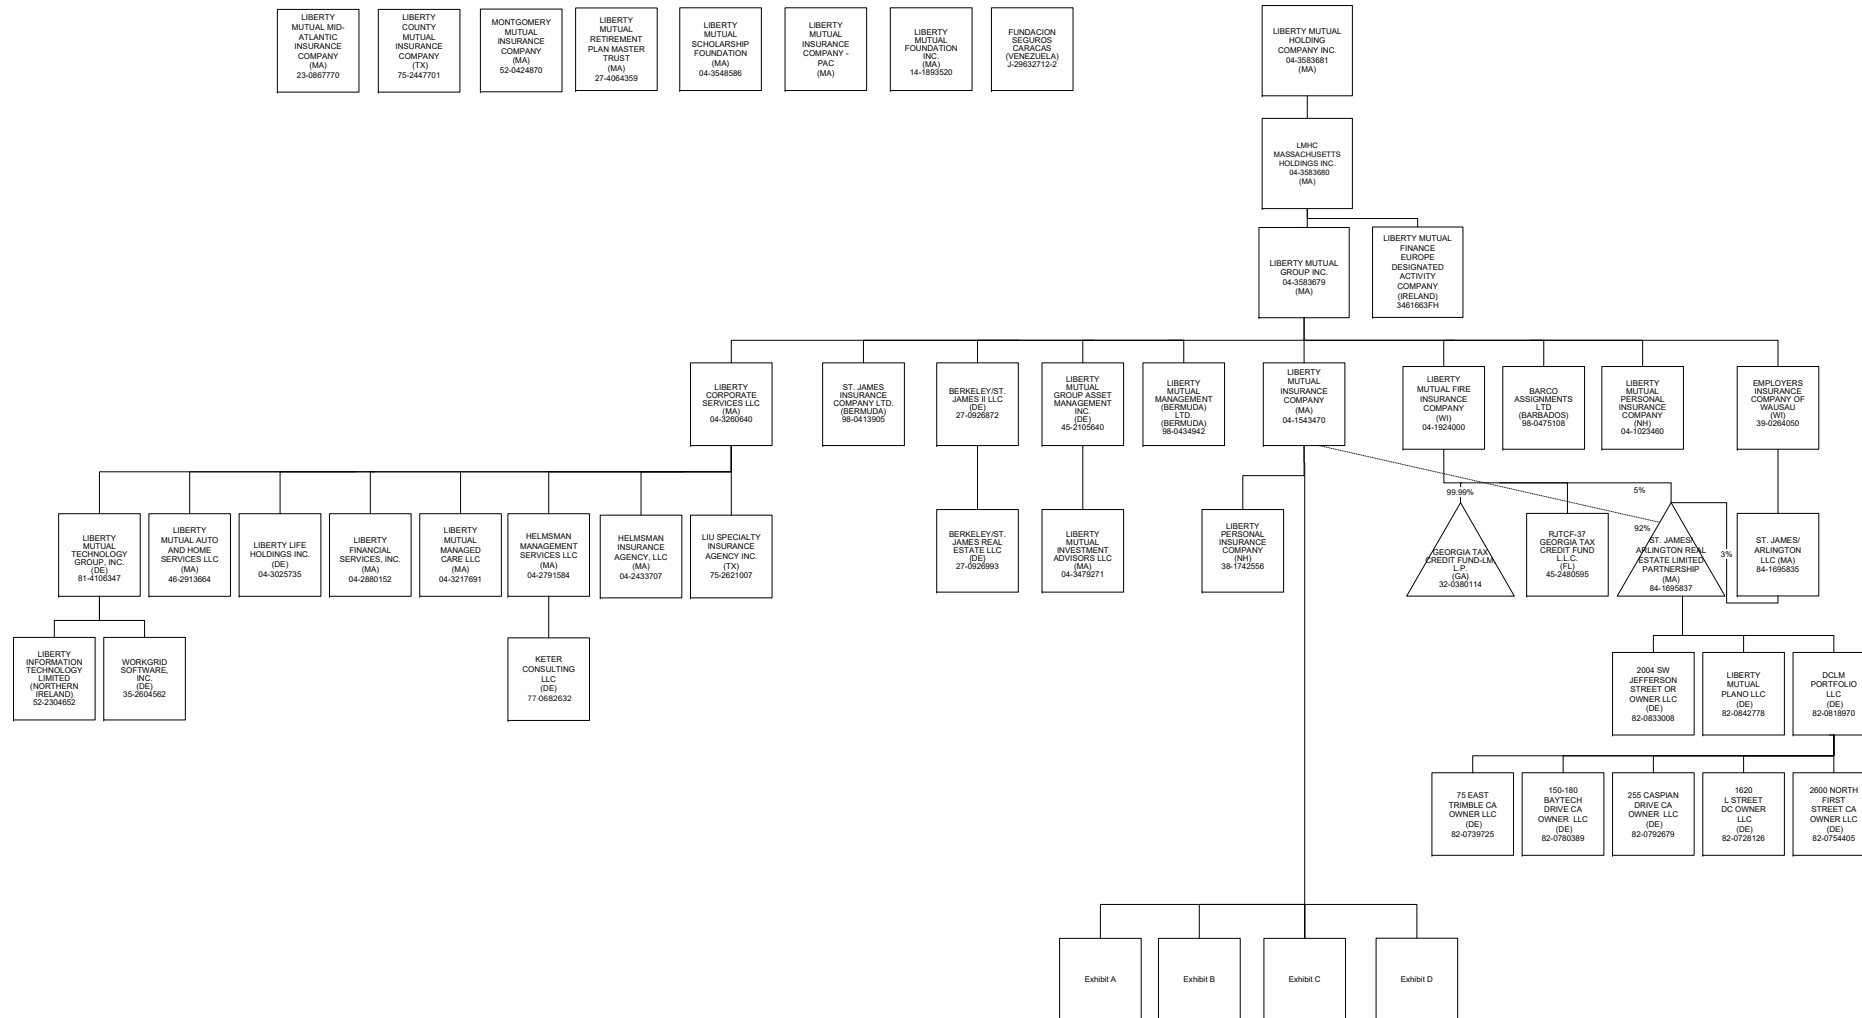 LIBERTY
MUTUAL MID-
ATLANTIC
INSURANCE
COMPANY
(MA)
23-0867770
LIBERTY
COUNTY
MUTUAL
INSURANCE
COMPANY
(TX)
75-2447701
MONTGOMERY
MUTUAL
INSURANCE
COMPANY
(MA)
52-0424870
LIBERTY
MUTUAL
RETIREMENT
PLAN MASTER
TRUST
(MA)
27-4064359
LIBERTY
MUTUAL
SCHOLARSHIP
FOUNDATION
(MA)
04-3548586
LIBERTY
MUTUAL
INSURANCE
COMPANY -
PAC
(MA)
LIBERTY
MUTUAL
FOUNDATION
INC.
(MA)
14-1893520
FUNDACION
SEGUROS
CARACAS
(VENEZUELA)
J-29632712-2
LIBERTY MUTUAL
HOLDING
COMPANY INC.
04-3583681
(MA)
LMHC
MASSACHUSETTS
HOLDINGS INC.
04-3583680
(MA)
LIBERTY MUTUAL
GROUP INC.
04-3583679
(MA)
LIBERTY MUTUAL
FINANCE
EUROPE
DESIGNATED
ACTIVITY
COMPANY
(IRELAND)
3461663FH
LIBERTY
CORPORATE
SERVICES LLC
(MA)
04-3260640
ST. JAMES
INSURANCE
COMPANY LTD.
(BERMUDA)
98-0413905
BERKELEY/ST.
JAMES II LLC
(DE)
27-0926872
LIBERTY
MUTUAL
GROUP ASSET
MANAGEMENT
INC.
(DE)
45-2105640
LIBERTY
MUTUAL
MANAGEMENT
(BERMUDA)
LTD.
(BERMUDA)
98-0434942
LIBERTY
MUTUAL
INSURANCE
COMPANY
(MA)
04-1543470
LIBERTY
MUTUAL FIRE
INSURANCE
COMPANY
(WI)
04-1924000
BARCO
ASSIGNMENTS
LTD
(BARBADOS)
98-0475108
LIBERTY
MUTUAL
PERSONAL
INSURANCE
COMPANY
(NH)
04-1023460
EMPLOYERS
INSURANCE
COMPANY OF
WAUSAU
(WI)
39-0264050
LIBERTY
MUTUAL
TECHNOLOGY
GROUP, INC.
(DE)
81-4106347
LIBERTY
MUTUAL AUTO
AND HOME
SERVICES LLC
(MA)
46-2913664
LIBERTY LIFE
HOLDINGS INC.
(DE)
04-3025735
LIBERTY
FINANCIAL
SERVICES, INC.
(MA)
04-2880152
LIBERTY
MUTUAL
MANAGED
CARE LLC
(MA)
04-3217691
HELMSMAN
MANAGEMENT
SERVICES LLC
(MA)
04-2791584
HELMSMAN
INSURANCE
AGENCY, LLC
(MA)
04-2433707
LIU SPECIALTY
INSURANCE
AGENCY INC.
(TX)
75-2621007
BERKELEY/ST.
JAMES REAL
ESTATE LLC
(DE)
27-0926993
LIBERTY
MUTUAL
INVESTMENT
ADVISORS LLC
(MA)
04-3479271
LIBERTY
PERSONAL
INSURANCE
COMPANY
(NH)
38-1742556
99.99%
GEORGIA TAX
CREDIT FUND-LM,
L.P.
(GA)
32-0380114
RJTCF-37
GEORGIA TAX
CREDIT FUND
L.L.C.
(FL)
45-2480595
5%
92%
ST. JAMES/
ARLINGTON REAL
ESTATE LIMITED
PARTNERSHIP
(MA)
84-1695837
3%
ST. JAMES/
ARLINGTON
LLC (MA)
84-1695835
LIBERTY
INFORMATION
TECHNOLOGY
LIMITED
(NORTHERN
IRELAND)
52-2304652
WORKGRID
SOFTWARE,
INC.
(DE)
35-2604562
KETER
CONSULTING
LLC
(DE)
77-0682632
2004 SW
JEFFERSON
STREET OR
OWNER LLC
(DE)
82-0833008
LIBERTY
MUTUAL
PLANO LLC
(DE)
82-0842778
DCLM
PORTFOLIO
LLC
(DE)
82-0818970
75 EAST
TRIMBLE CA
OWNER LLC
(DE)
82-0739725
150-180
BAYTECH
DRIVE CA
OWNER LLC
(DE)
82-0780389
255 CASPIAN
DRIVE CA
OWNER LLC
(DE)
82-0792679
1620
L STREET
DC OWNER
LLC
(DE)
82-0728126
2600 NORTH
FIRST
STREET CA
OWNER LLC
(DE)
82-0754405
Exhibit A
Exhibit B
Exhibit C
Exhibit D